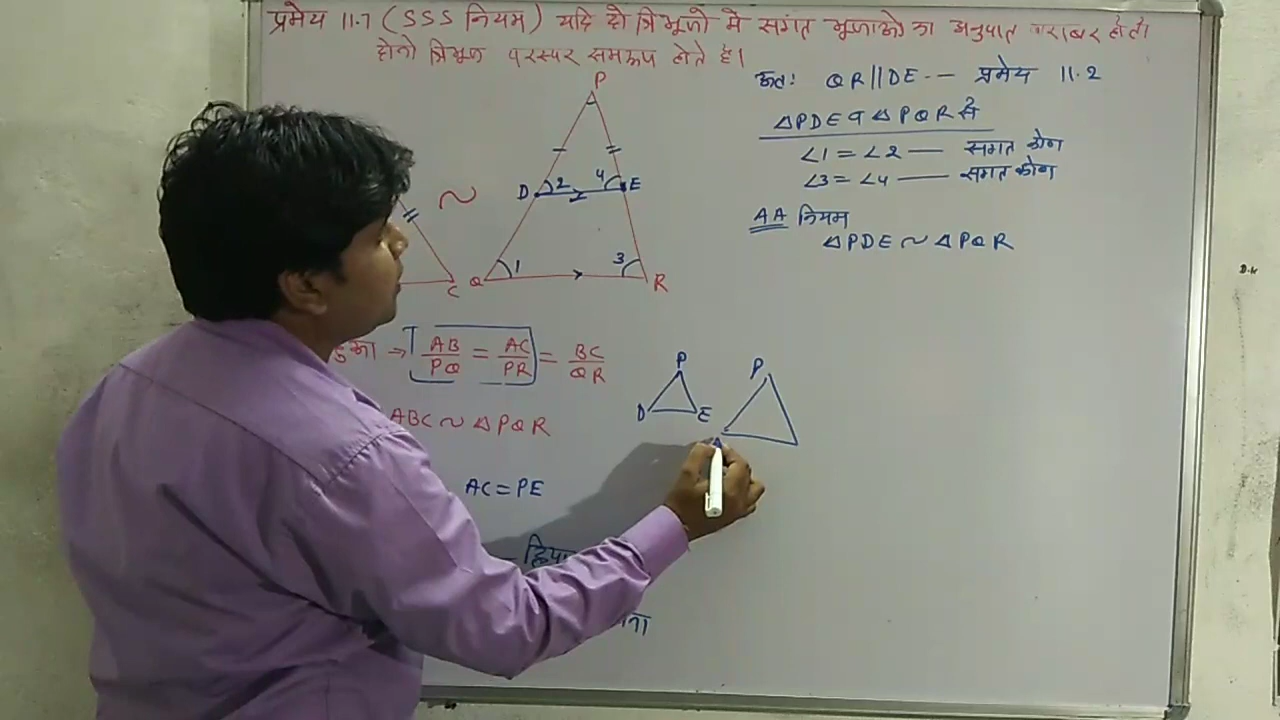 प्रमेय 11.7 ( SSS नियम ) यदि दो त्रिभुजो मे संगत भुजाओ का अनुपात बराबर होतो
दोनो त्रिभुज परस्पर समरूप होते है।
P
D 2 4 E
1 3
C Q R
~
→ AB/PQ = AC/PR = BC/QR
ABC ~ △PQR
AC = PE
अतः QR || DE -- प्रमेय 11.2
△PDE व △PQR से
∠1 = ∠2 — संगत कोण
∠3 = ∠4 — संगत कोण
AA नियम
△PDE ~ △PQR
P P
D E